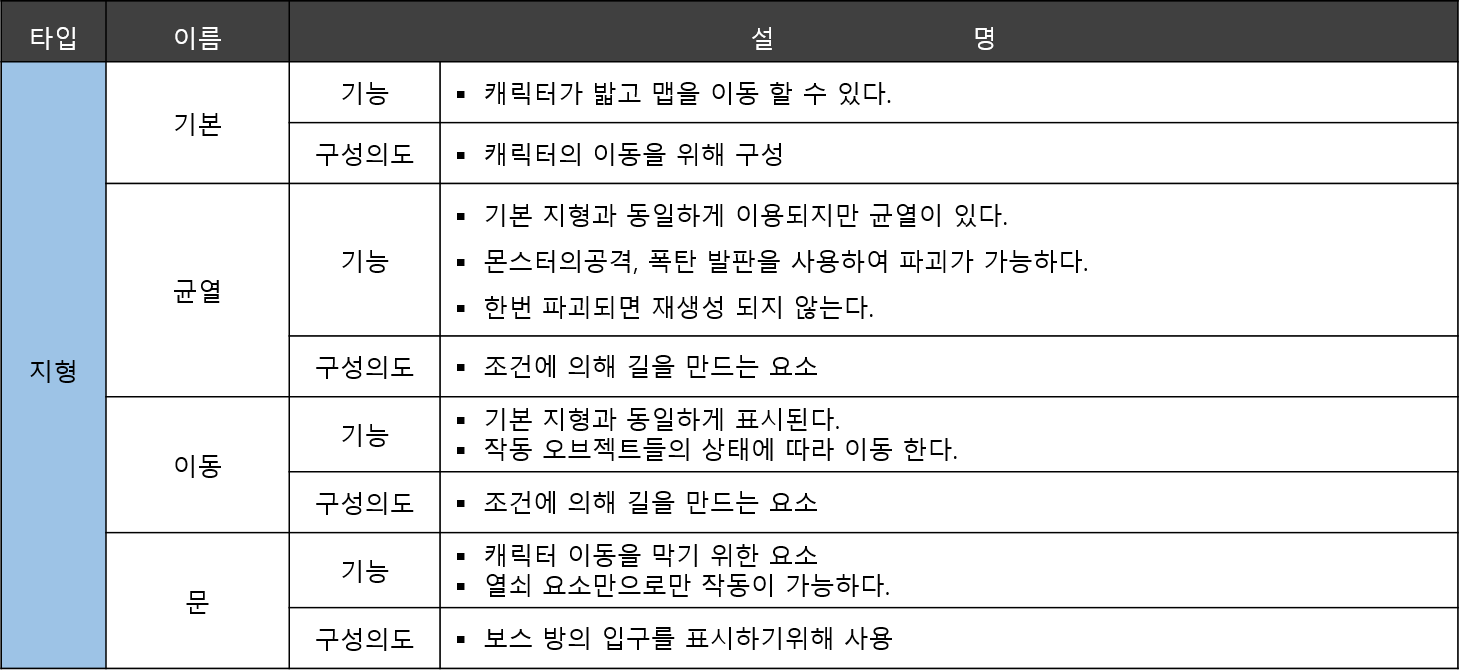 타입 이름 설 명
지형
기본
기능
▪ 캐릭터가 밟고 맵을 이동 할 수 있다.
구성의도
▪ 캐릭터의 이동을 위해 구성
균열
기능
▪ 기본 지형과 동일하게 이용되지만 균열이 있다.
▪ 몬스터의공격, 폭탄 발판을 사용하여 파괴가 가능하다.
▪ 한번 파괴되면 재생성 되지 않는다.
구성의도
▪ 조건에 의해 길을 만드는 요소
이동
기능
▪ 기본 지형과 동일하게 표시된다.
▪ 작동 오브젝트들의 상태에 따라 이동 한다.
구성의도
▪ 조건에 의해 길을 만드는 요소
문
기능
▪ 캐릭터 이동을 막기 위한 요소
▪ 열쇠 요소만으로만 작동이 가능하다.
구성의도
▪ 보스 방의 입구를 표시하기위해 사용